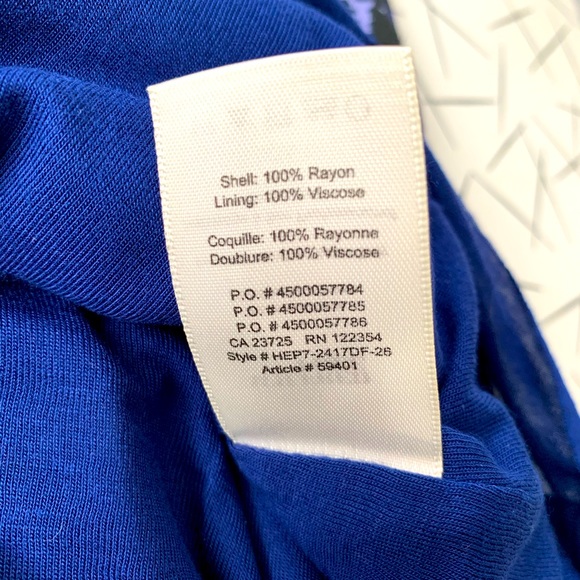 Shell: 100% Rayon
Lining: 100% Viscose
Coquille: 100% Rayonne
Doublure: 100% Viscose
P.O. # 4500057784
P.O. # 4500057785
P.O. # 4500057786
CA 23725 RN 122354
Style # HEP7-2417DF-26
Article # 59401